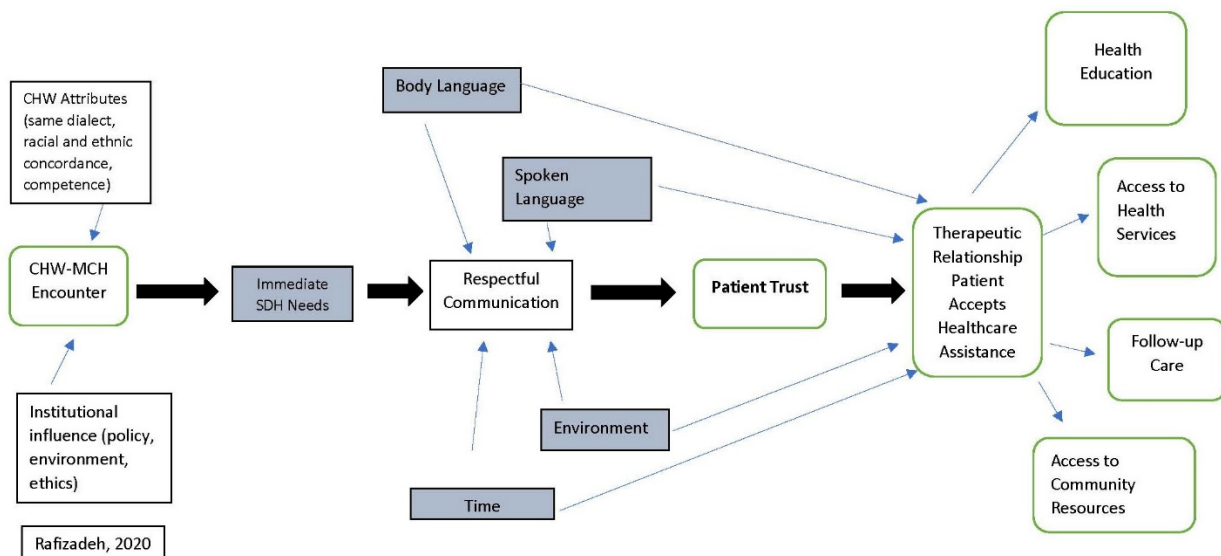 CHW Attributes
(same dialect,
racial and ethnic
concordance,
competence)
CHW-MCH
Encounter
Institutional
influence (policy,
environment,
ethics)
Rafizadeh, 2020
Immediate
SDH Needs
Body Language
Spoken
Language
Respectful
Communication
Environment
Time
Patient Trust
Therapeutic
Relationship
Patient
Accepts
Healthcare
Assistance
Health
Education
Access to
Health
Services
Follow-up
Care
Access to
Community
Resources